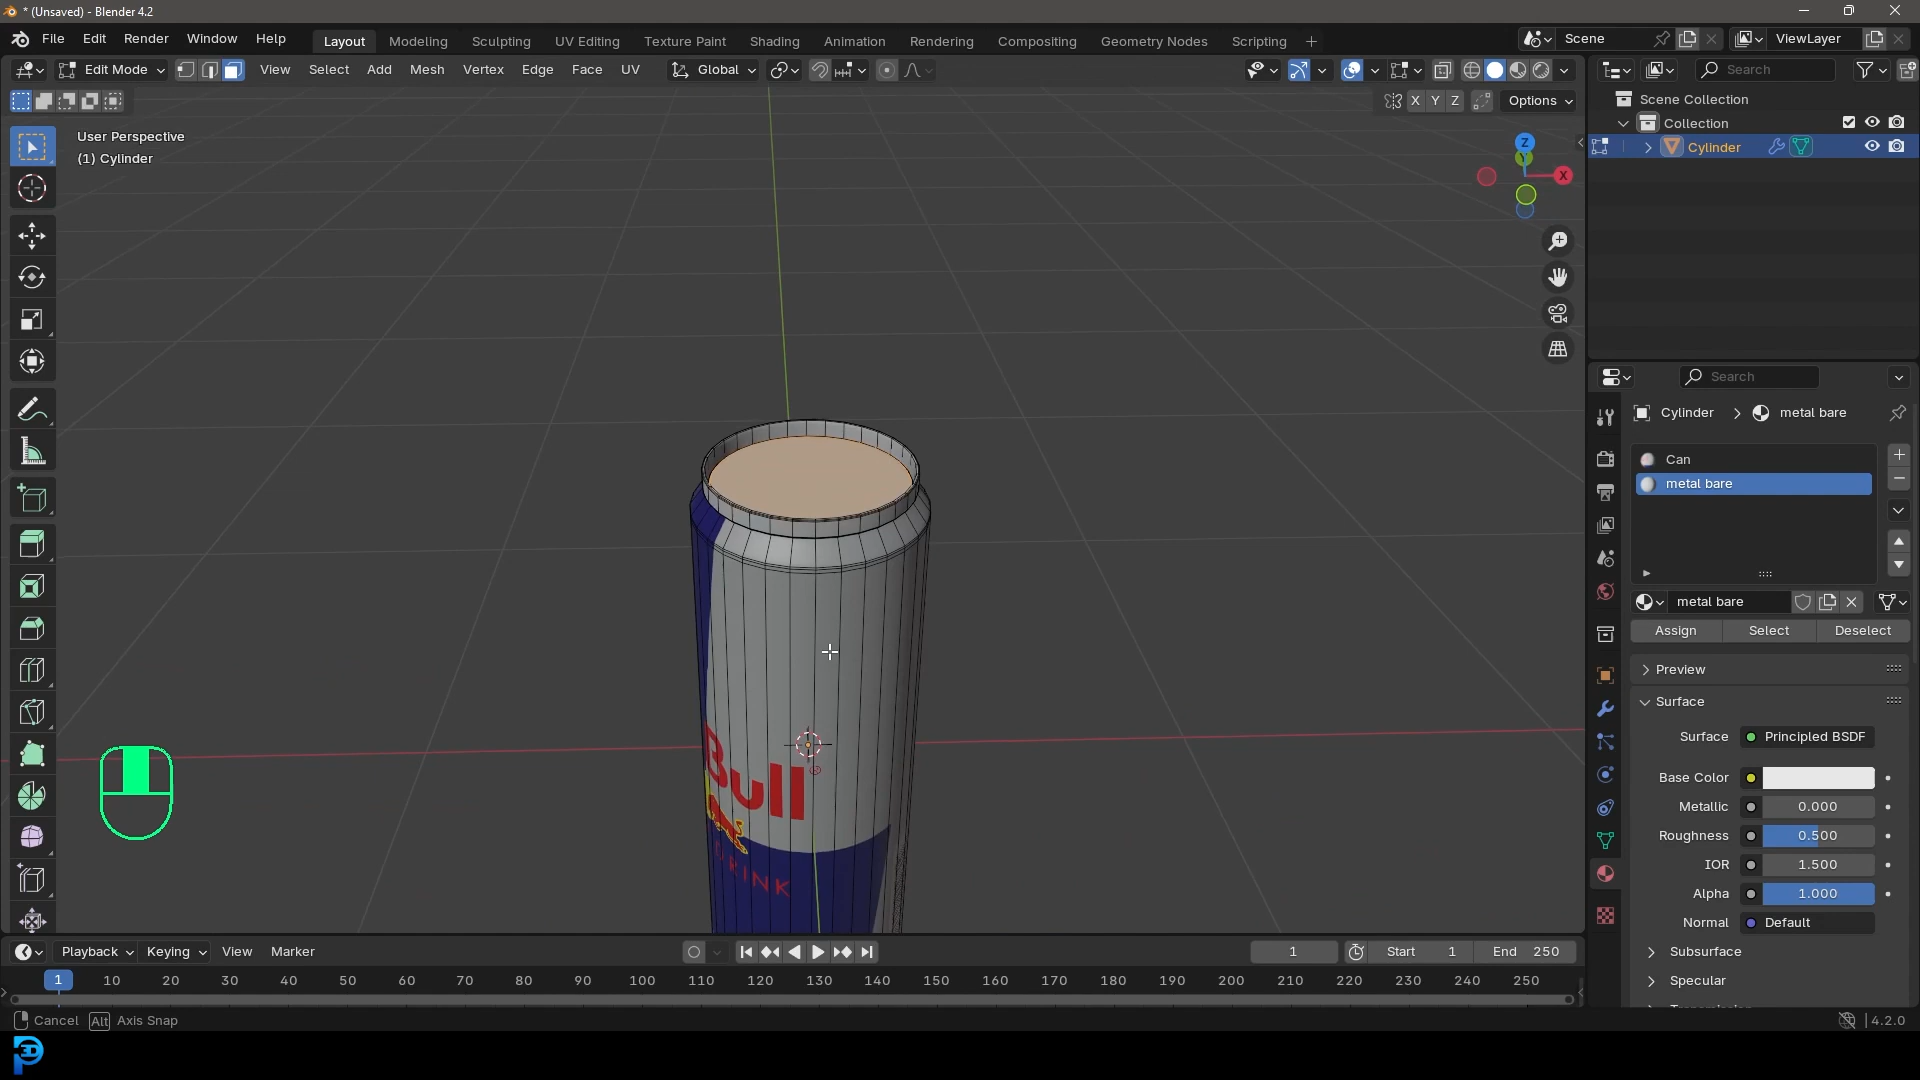 * (Unsaved) - Blender 4.2
File Edit Render Window Help
Layout Modeling Sculpting UV Editing Texture Paint Shading Animation Rendering Compositing Geometry Nodes Scripting +
Scene
ViewLayer
Edit Mode View Select Add Mesh Vertex Edge Face UV
Global
Search
X Y Z
Options
User Perspective
(1) Cylinder
Z
Y
X
Scene Collection
Collection
Cylinder
Search
Cylinder > metal bare
Can
metal bare
metal bare
Assign Select Deselect
Preview
Surface
Surface Principled BSDF
Base Color
Metallic 0.000
Roughness 0.500
IOR 1.500
Alpha 1.000
Normal Default
Subsurface
Specular
Bull
DRINK
Playback Keying View Marker
1
Start 1 End 250
1 10 20 30 40 50 60 70 80 90 100 110 120 130 140 150 160 170 180 190 200 210 220 230 240 250
Cancel Alt Axis Snap
4.2.0
3D